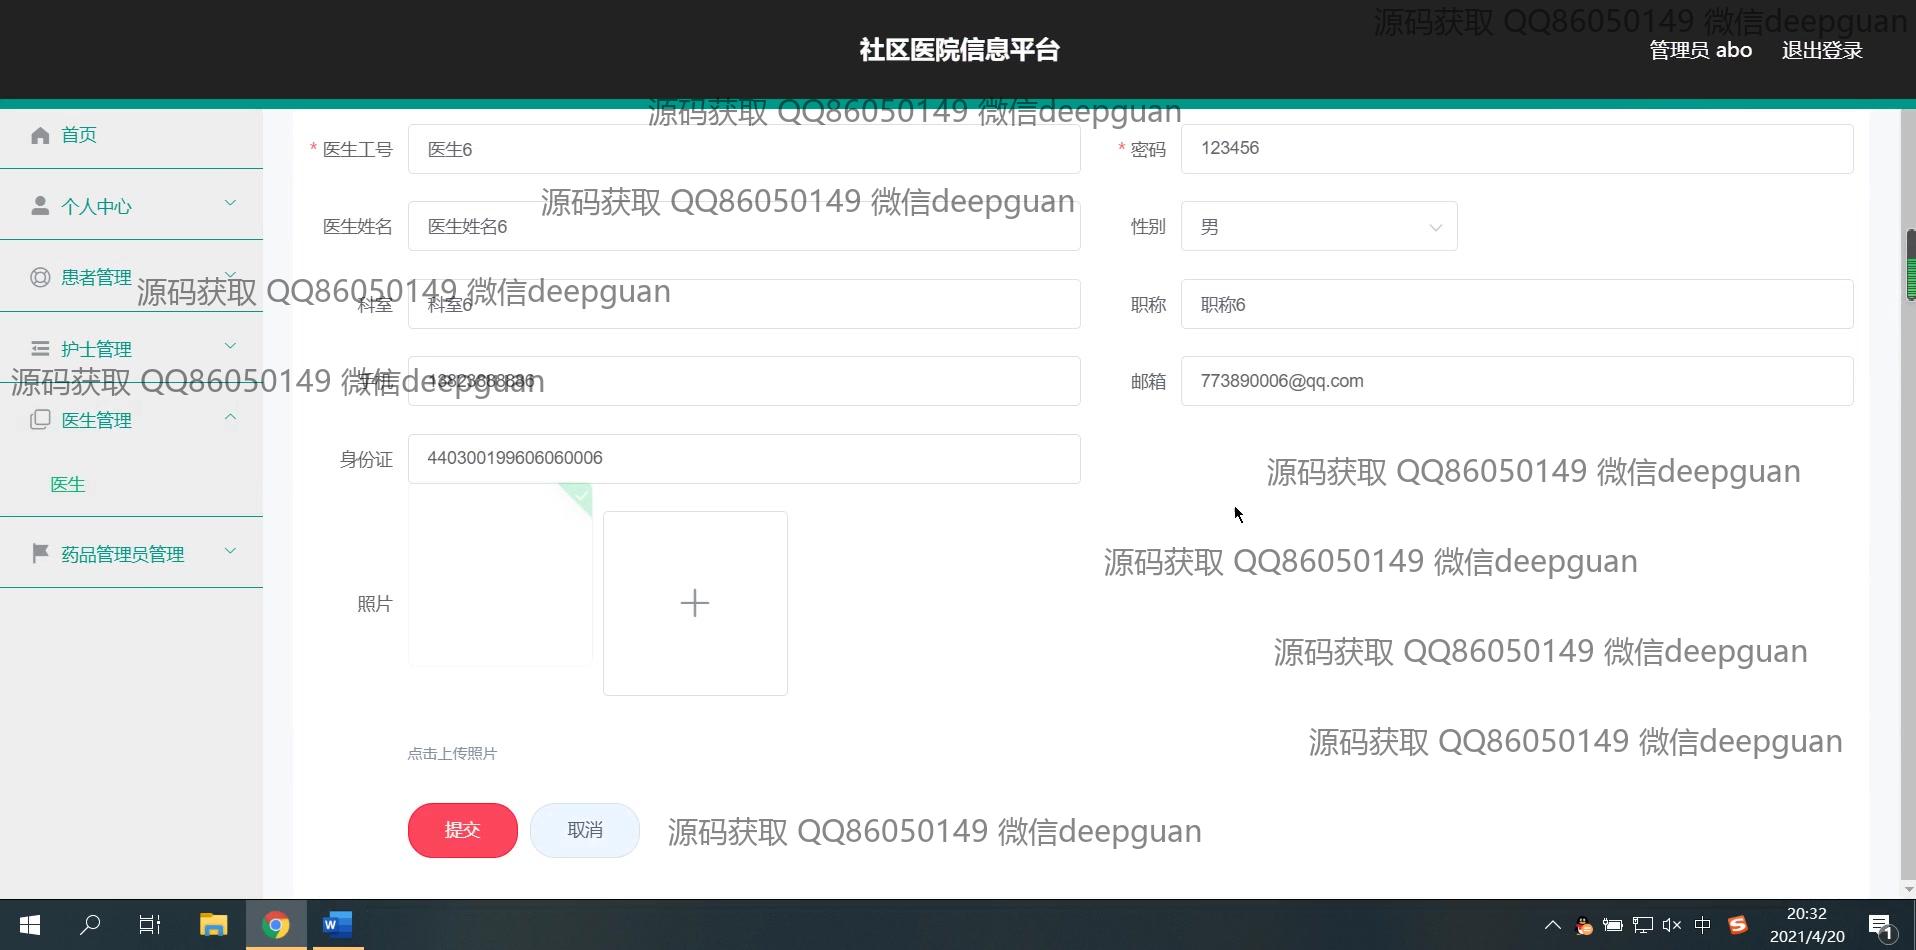 源码获取 QQ86050149 微信deepguan
社区医院信息平台
管理员 abo 退出登录
源码获取 QQ86050149 微信deepguan
首页
* 医生工号 医生6 * 密码 123456
源码获取 QQ86050149 微信deepguan
个人中心
医生姓名 医生姓名6 性别 男
患者管理
源码获取 QQ86050149 微信deepguan
科室 科室6 职称 职称6
护士管理
源码获取 QQ86050149 微信deepguan
手机 13823888886 邮箱 773890006@qq.com
医生管理
身份证 440300199606060006
源码获取 QQ86050149 微信deepguan
医生
药品管理员管理
源码获取 QQ86050149 微信deepguan
照片
源码获取 QQ86050149 微信deepguan
源码获取 QQ86050149 微信deepguan
点击上传照片
提交 取消
源码获取 QQ86050149 微信deepguan
中
20:32
2021/4/20
1